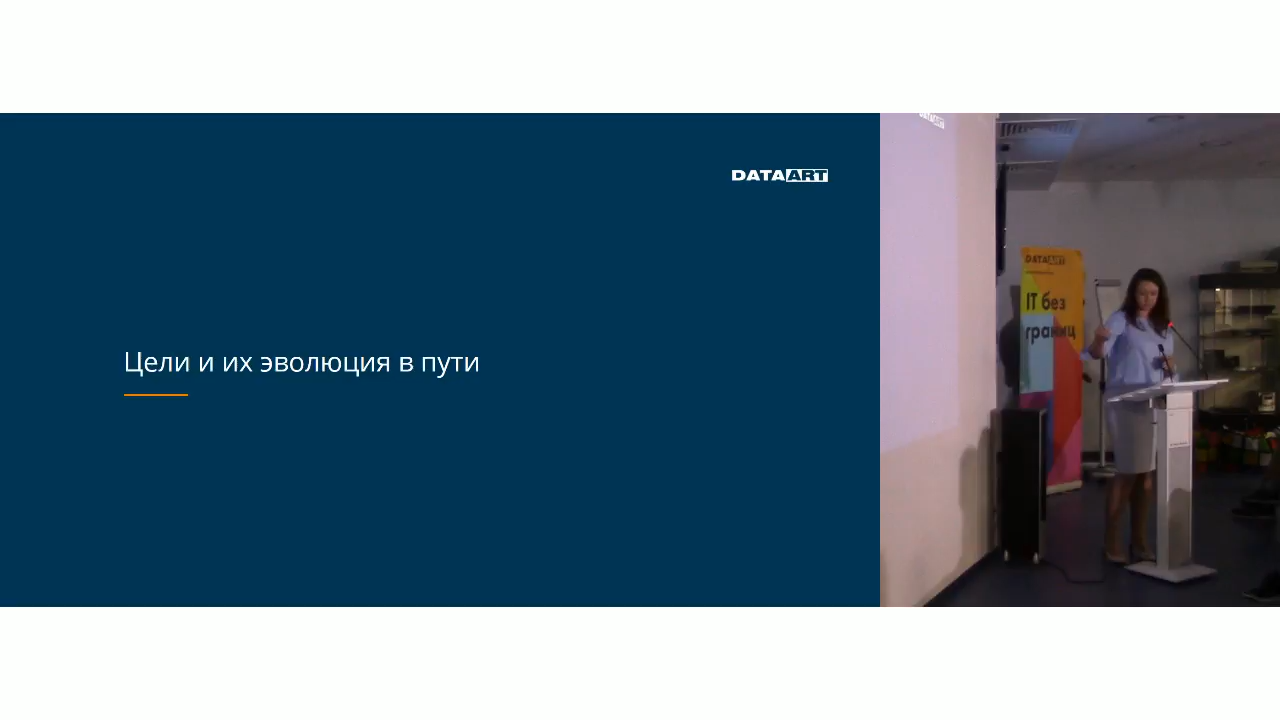 DATAART
Цели и их эволюция в пути
DATAART
IT без
границ